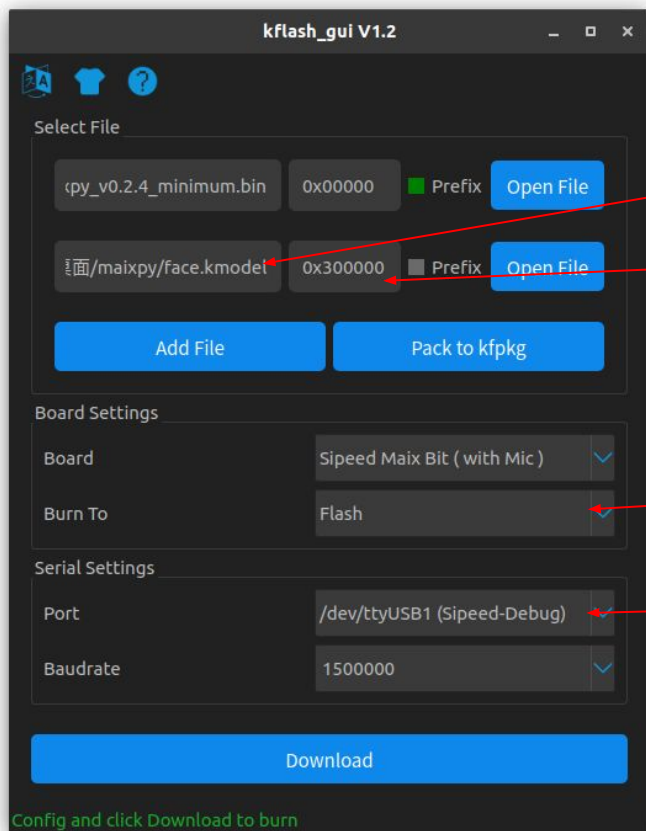 kflash_gui V1.2
Select File
xpy_v0.2.4_minimum.bin 0x00000 Prefix Open File
面/maixpy/face.kmodel 0x300000 Prefix Open File
Add File Pack to kfpkg
Board Settings
Board Sipeed Maix Bit ( with Mic )
Burn To Flash
Serial Settings
Port /dev/ttyUSB1 (Sipeed-Debug)
Baudrate 1500000
Download
Config and click Download to burn